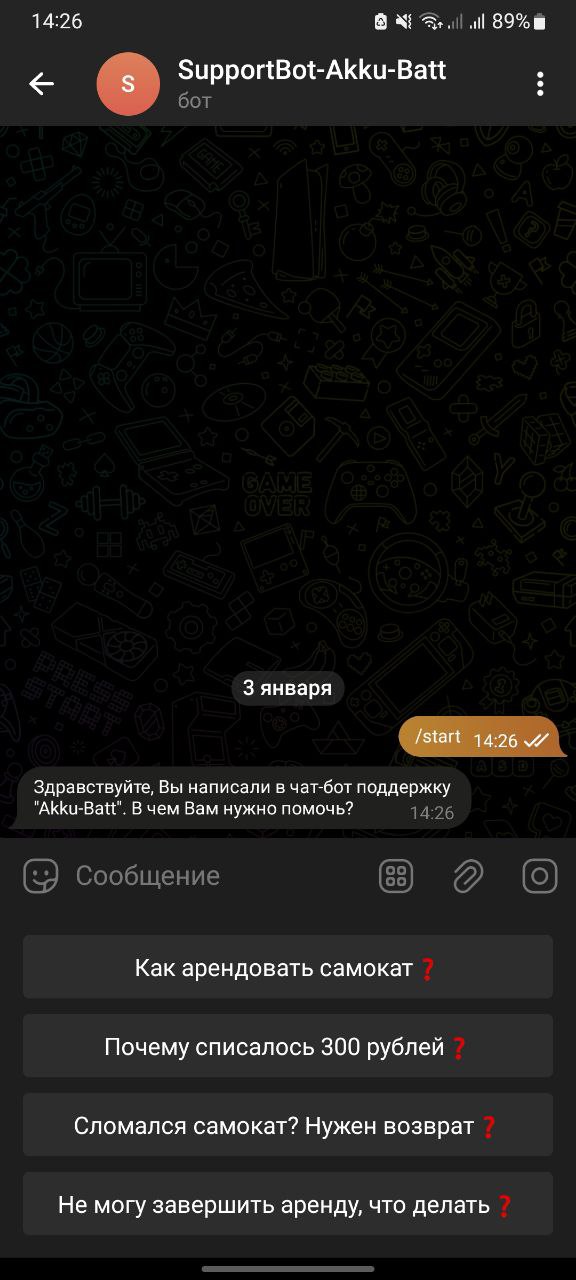 14:26
89%
S
SupportBot-Akku-Batt
бот
GAME
OVER
PRESS
START
3 января
/start 14:26
Здравствуйте, Вы написали в чат-бот поддержку
"Akku-Batt". В чем Вам нужно помочь?
14:26
Сообщение
Как арендовать самокат❓
Почему списалось 300 рублей❓
Сломался самокат? Нужен возврат❓
Не могу завершить аренду, что делать❓